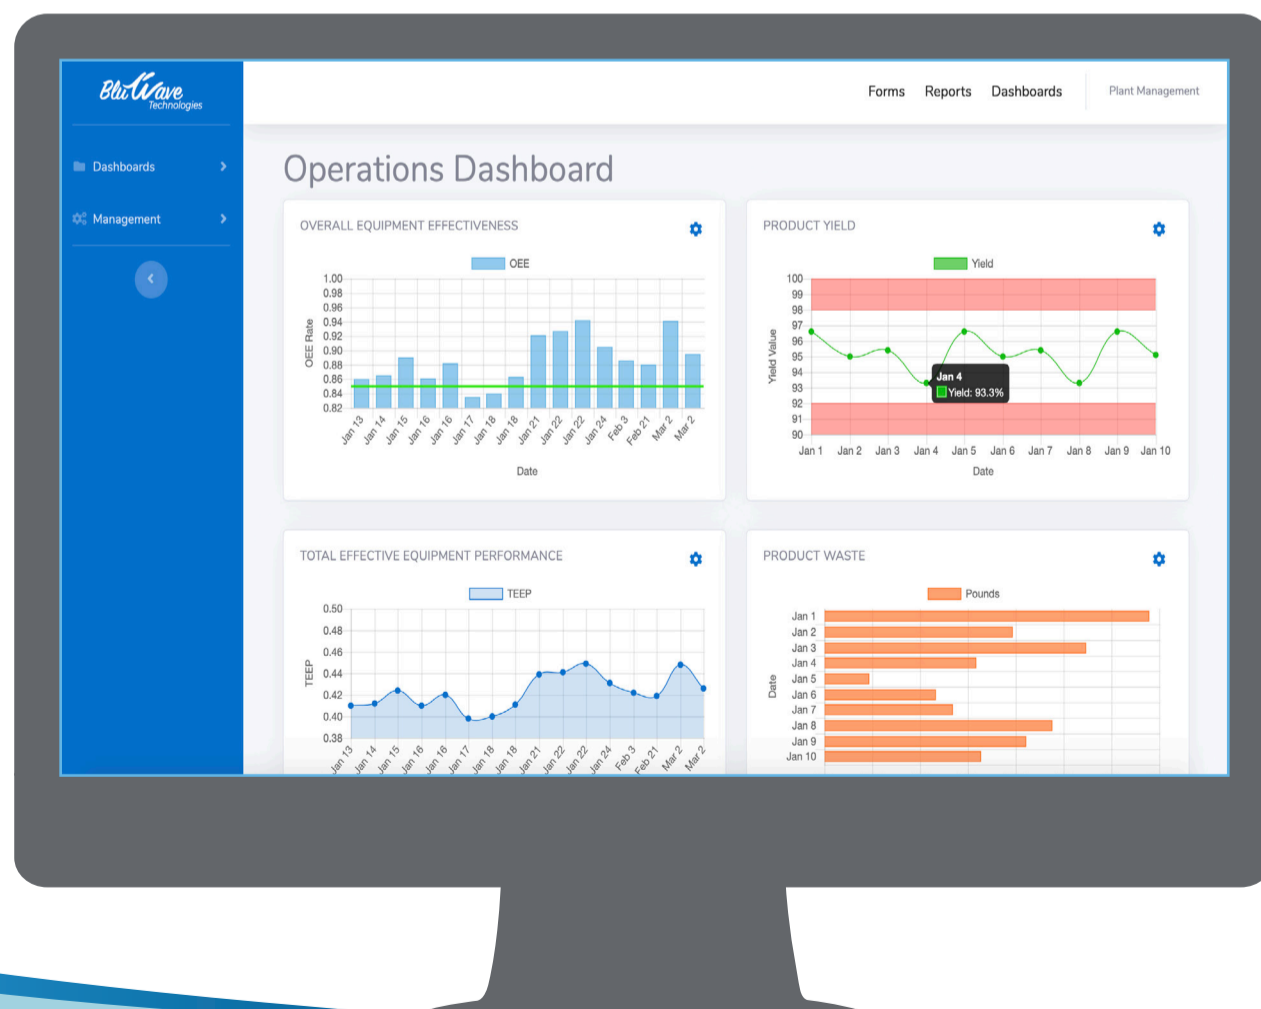 BluWave
Technologies
Forms Reports Dashboards Plant Management
Dashboards
Management
Operations Dashboard
OVERALL EQUIPMENT EFFECTIVENESS
OEE
1.00
0.98
0.96
0.94
0.92
0.90
0.88
0.86
0.84
0.82
OEE Rate
Jan 13 Jan 14 Jan 15 Jan 16 Jan 16 Jan 17 Jan 18 Jan 18 Jan 21 Jan 22 Jan 22 Jan 24 Feb 3 Feb 21 Mar 2 Mar 2
Date
PRODUCT YIELD
Yield
100
99
98
97
96
95
94
93
92
91
90
Yield Value
Jan 4
Yield: 93.3%
Jan 1 Jan 2 Jan 3 Jan 4 Jan 5 Jan 6 Jan 7 Jan 8 Jan 9 Jan 10
Date
TOTAL EFFECTIVE EQUIPMENT PERFORMANCE
TEEP
0.50
0.48
0.46
0.44
0.42
0.40
0.38
TEEP
Jan 13 Jan 14 Jan 15 Jan 16 Jan 16 Jan 17 Jan 18 Jan 18 Jan 21 Jan 22 Jan 22 Jan 24 Feb 3 Feb 21 Mar 2 Mar 2
PRODUCT WASTE
Pounds
Jan 1
Jan 2
Jan 3
Jan 4
Jan 5
Jan 6
Jan 7
Jan 8
Jan 9
Jan 10
Date